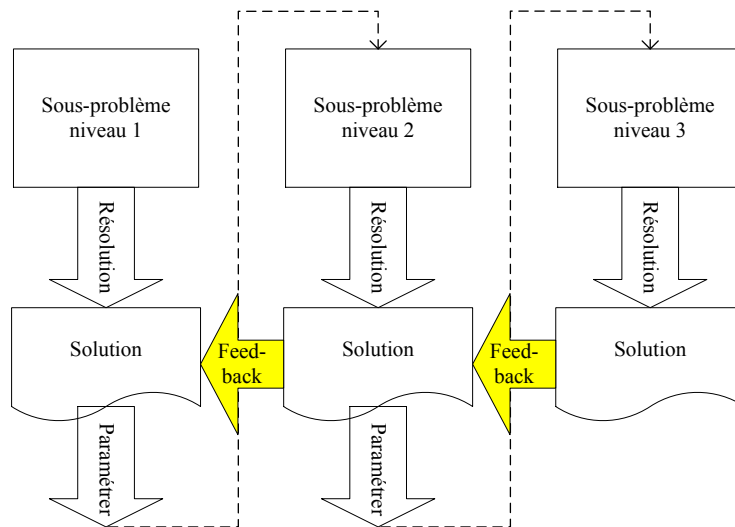 Sous-problème
niveau 1
Sous-problème
niveau 2
Sous-problème
niveau 3
Résolution
Résolution
Résolution
Solution
Feed-
back
Solution
Feed-
back
Solution
Paramétrer
Paramétrer